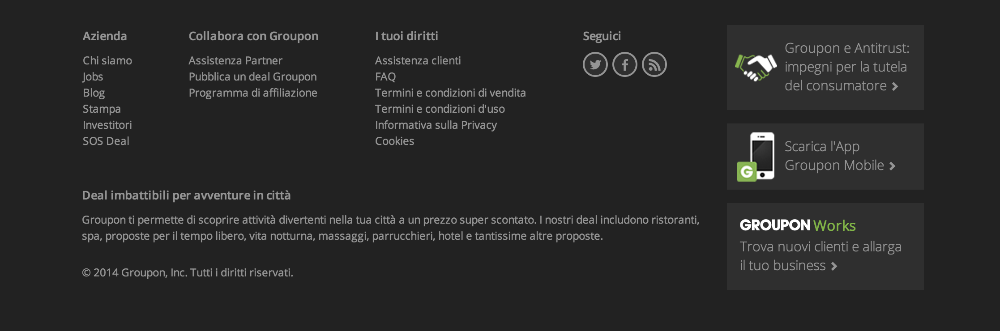 Azienda
Chi siamo
Jobs
Blog
Stampa
Investitori
SOS Deal
Collabora con Groupon
Assistenza Partner
Pubblica un deal Groupon
Programma di affiliazione
I tuoi diritti
Assistenza clienti
FAQ
Termini e condizioni di vendita
Termini e condizioni d'uso
Informativa sulla Privacy
Cookies
Seguici
Groupon e Antitrust:
impegni per la tutela
del consumatore
G
Scarica l'App
Groupon Mobile
GROUPON Works
Trova nuovi clienti e allarga
il tuo business
Deal imbattibili per avventure in città
Groupon ti permette di scoprire attività divertenti nella tua città a un prezzo super scontato. I nostri deal includono ristoranti,
spa, proposte per il tempo libero, vita notturna, massaggi, parrucchieri, hotel e tantissime altre proposte.
© 2014 Groupon, Inc. Tutti i diritti riservati.